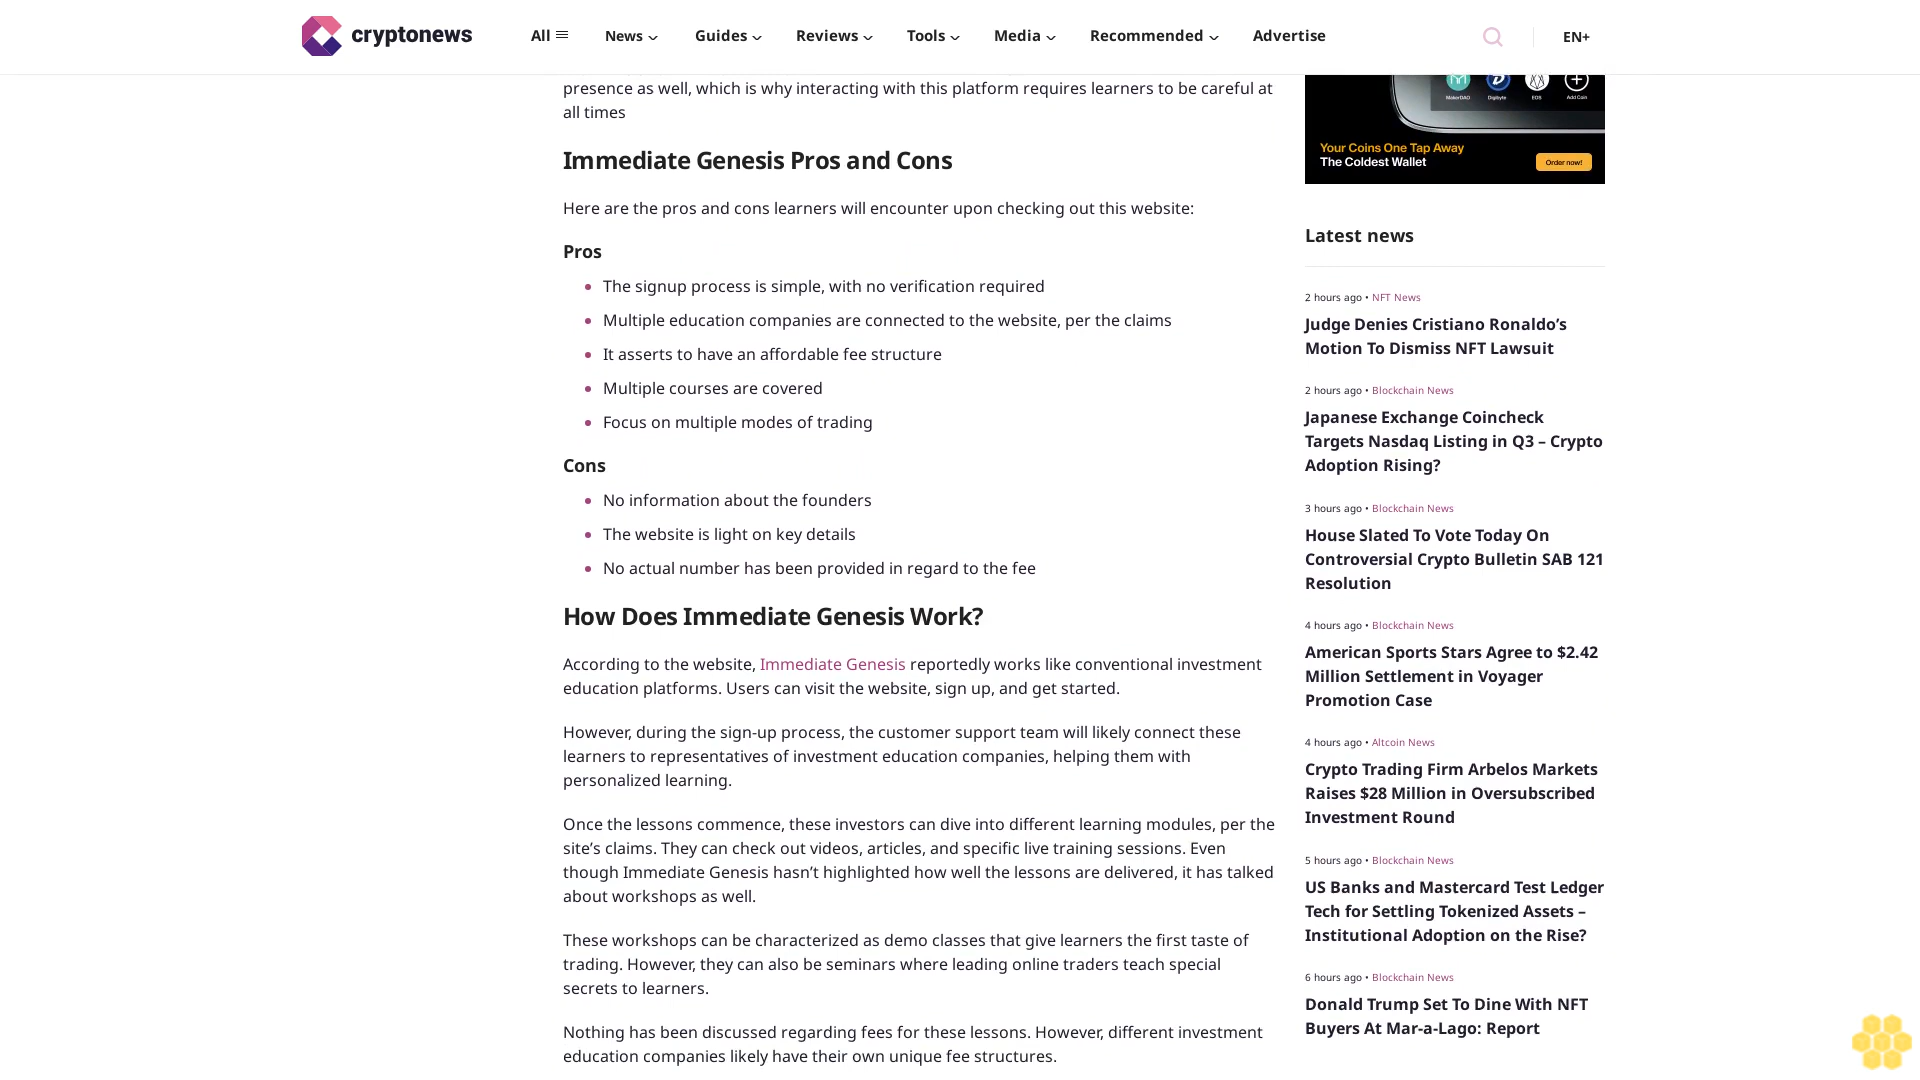 cryptonews
All
News
Guides
Reviews
Tools
Media
Recommended
Advertise
EN+
presence as well, which is why interacting with this platform requires learners to be careful at
all times
Immediate Genesis Pros and Cons
Here are the pros and cons learners will encounter upon checking out this website:
Pros
The signup process is simple, with no verification required
Multiple education companies are connected to the website, per the claims
It asserts to have an affordable fee structure
Multiple courses are covered
Focus on multiple modes of trading
Cons
No information about the founders
The website is light on key details
No actual number has been provided in regard to the fee
How Does Immediate Genesis Work?
According to the website, Immediate Genesis reportedly works like conventional investment
education platforms. Users can visit the website, sign up, and get started.
However, during the sign-up process, the customer support team will likely connect these
learners to representatives of investment education companies, helping them with
personalized learning.
Once the lessons commence, these investors can dive into different learning modules, per the
site’s claims. They can check out videos, articles, and specific live training sessions. Even
though Immediate Genesis hasn’t highlighted how well the lessons are delivered, it has talked
about workshops as well.
These workshops can be characterized as demo classes that give learners the first taste of
trading. However, they can also be seminars where leading online traders teach special
secrets to learners.
Nothing has been discussed regarding fees for these lessons. However, different investment
education companies likely have their own unique fee structures.
MakerDAO
Digibyte
EOS
Add Coin
Your Coins One Tap Away
The Coldest Wallet
Order now!
Latest news
2 hours ago • NFT News
Judge Denies Cristiano Ronaldo’s
Motion To Dismiss NFT Lawsuit
2 hours ago • Blockchain News
Japanese Exchange Coincheck
Targets Nasdaq Listing in Q3 – Crypto
Adoption Rising?
3 hours ago • Blockchain News
House Slated To Vote Today On
Controversial Crypto Bulletin SAB 121
Resolution
4 hours ago • Blockchain News
American Sports Stars Agree to $2.42
Million Settlement in Voyager
Promotion Case
4 hours ago • Altcoin News
Crypto Trading Firm Arbelos Markets
Raises $28 Million in Oversubscribed
Investment Round
5 hours ago • Blockchain News
US Banks and Mastercard Test Ledger
Tech for Settling Tokenized Assets –
Institutional Adoption on the Rise?
6 hours ago • Blockchain News
Donald Trump Set To Dine With NFT
Buyers At Mar-a-Lago: Report